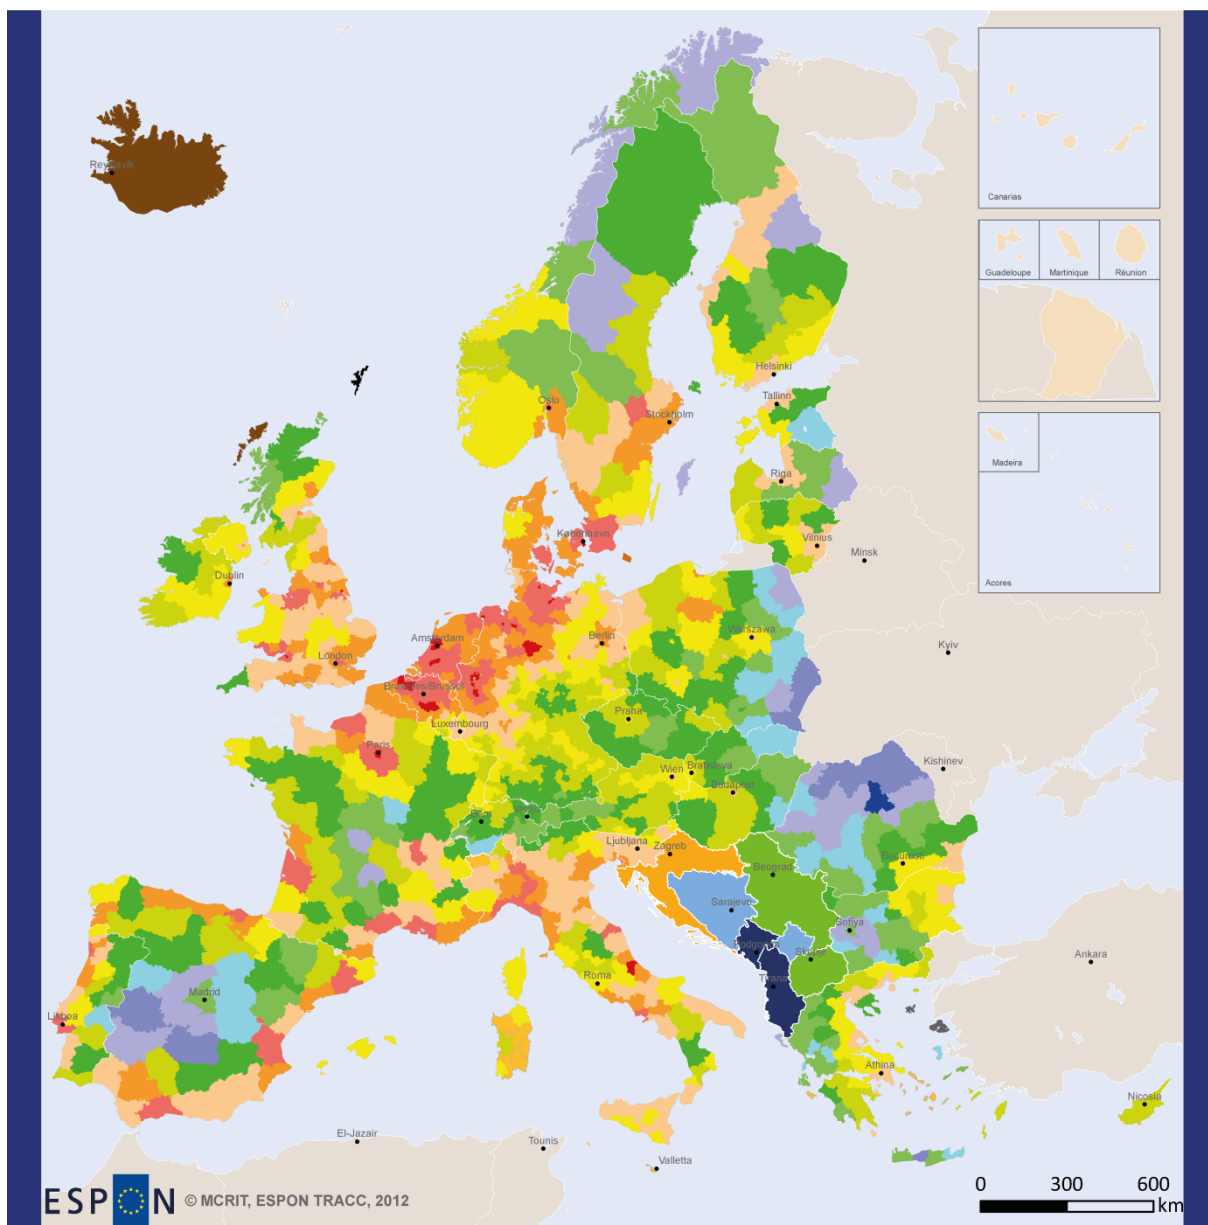 Reykjavik
Canarias
Guadeloupe
Martinique
Réunion
Helsinki
Oslo
Tallinn
Stockholm
Madeira
Riga
København
Vilnius
Minsk
Dublin
Acores
Amsterdam
Berlin
Warszawa
London
Kyiv
Bruxelles/Brussel
Praha
Luxembourg
Paris
Wien
Bratislava
Kishinev
Budapest
Ljubljana
Zagreb
Bucuresti
Beograd
Sarajevo
Sofiya
Podgorica
Skopje
Ankara
Roma
Tirana
Madrid
Lisboa
Athina
Nicosia
El-Jazair
Tounis
Valletta
0 300 600
km
ESPON © MCRIT, ESPON TRACC, 2012